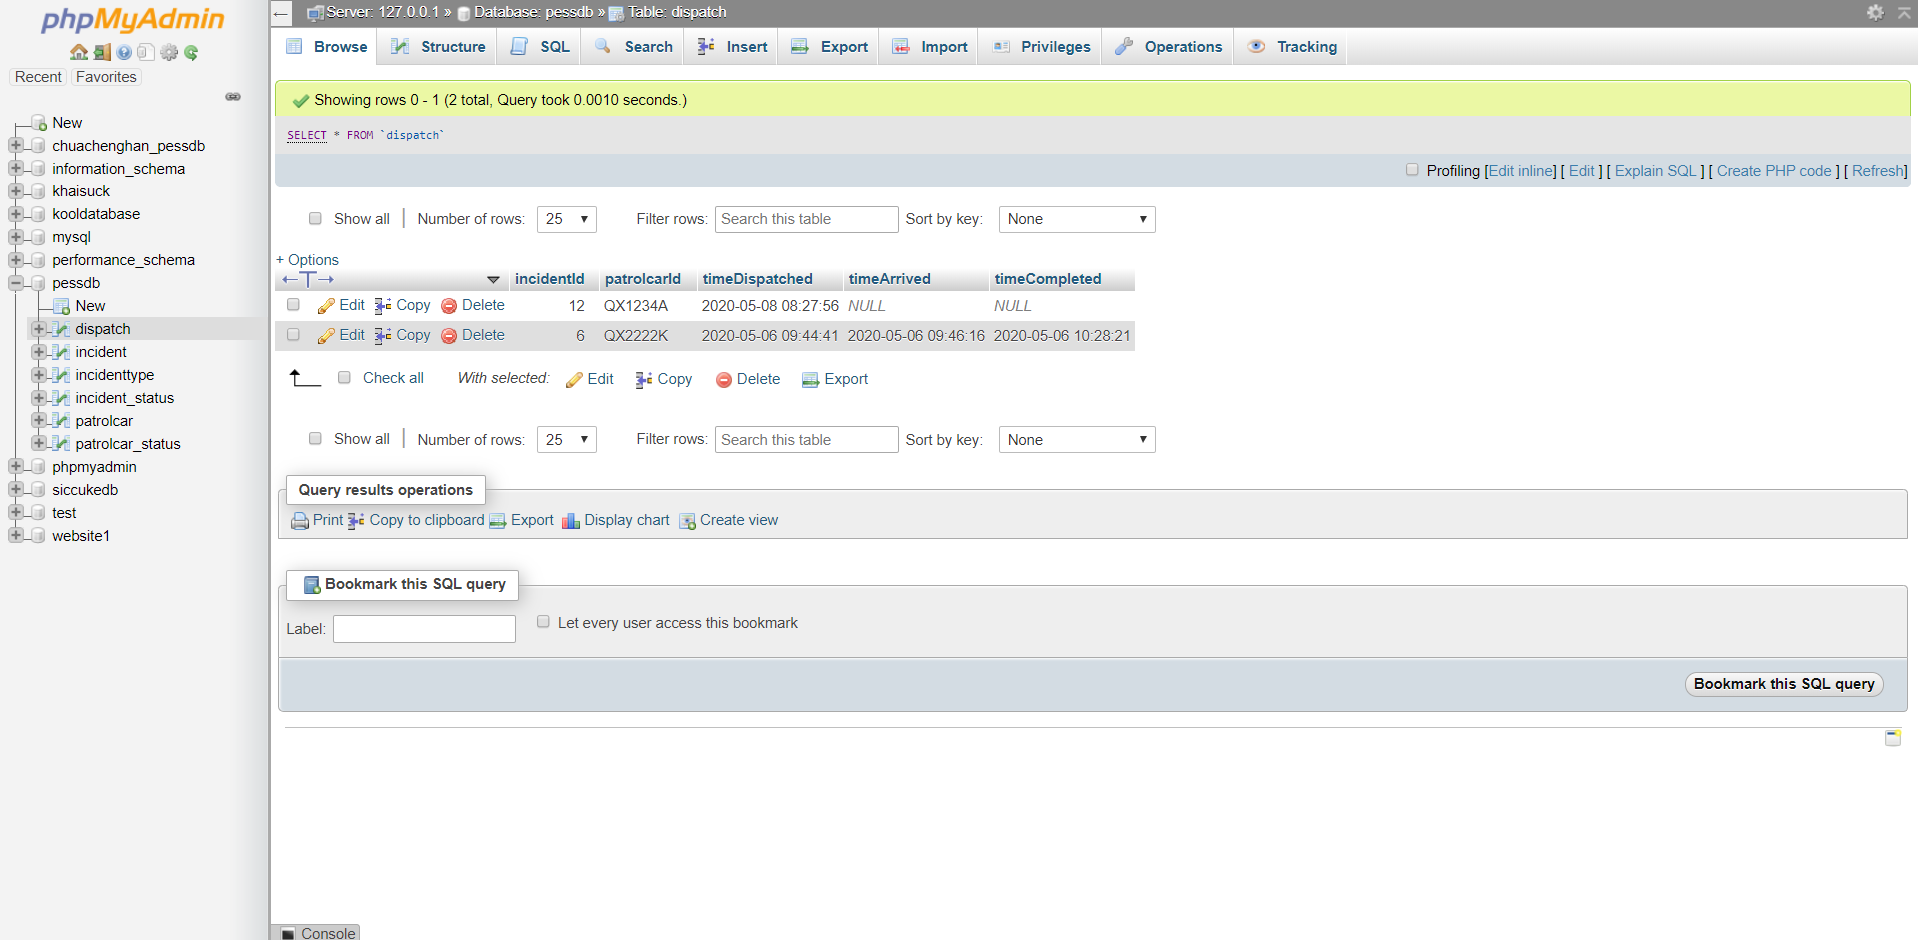 phpMyAdmin
Recent Favorites
New
chuachenghan_pessdb
information_schema
khaisuck
kooldatabase
mysql
performance_schema
pessdb
New
dispatch
incident
incidenttype
incident_status
patrolcar
patrolcar_status
phpmyadmin
siccukedb
test
website1
Server: 127.0.0.1 » Database: pessdb » Table: dispatch
Browse Structure SQL Search Insert Export Import Privileges Operations Tracking
Showing rows 0 - 1 (2 total, Query took 0.0010 seconds.)
SELECT * FROM `dispatch`
Profiling [Edit inline] [ Edit ] [ Explain SQL ] [ Create PHP code ] [ Refresh]
Show all | Number of rows: 25 Filter rows: Search this table Sort by key: None
+ Options
←T→ incidentId patrolcarId timeDispatched timeArrived timeCompleted
Edit Copy Delete 12 QX1234A 2020-05-08 08:27:56 NULL NULL
Edit Copy Delete 6 QX2222K 2020-05-06 09:44:41 2020-05-06 09:46:16 2020-05-06 10:28:21
Check all With selected: Edit Copy Delete Export
Show all | Number of rows: 25 Filter rows: Search this table Sort by key: None
Query results operations
Print Copy to clipboard Export Display chart Create view
Bookmark this SQL query
Label: Let every user access this bookmark
Bookmark this SQL query
Console